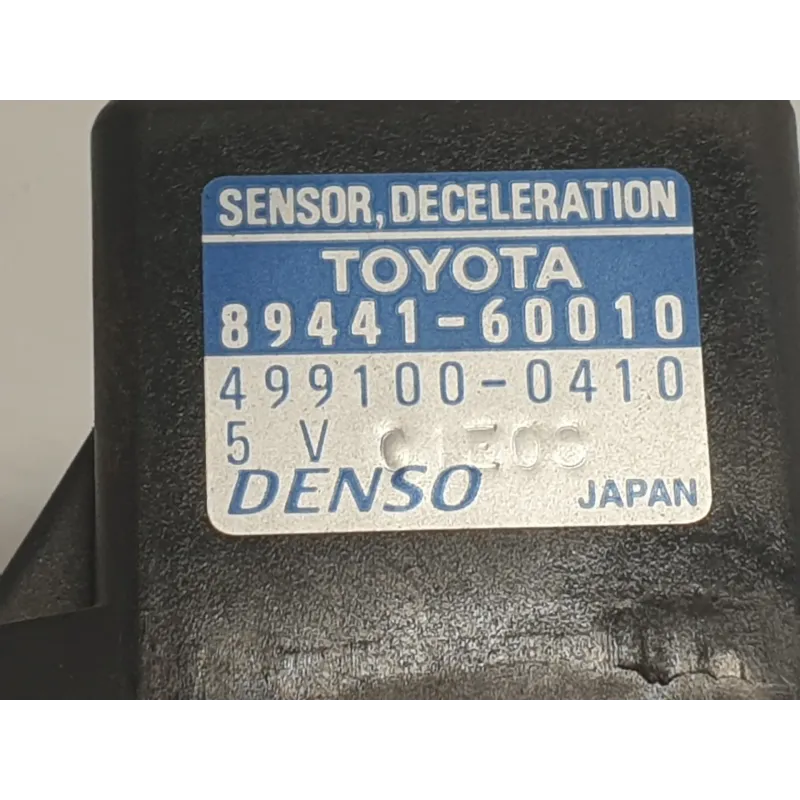 SENSOR, DECELERATION
TOYOTA
89441-60010
499100-0410
5 V
DENSO JAPAN